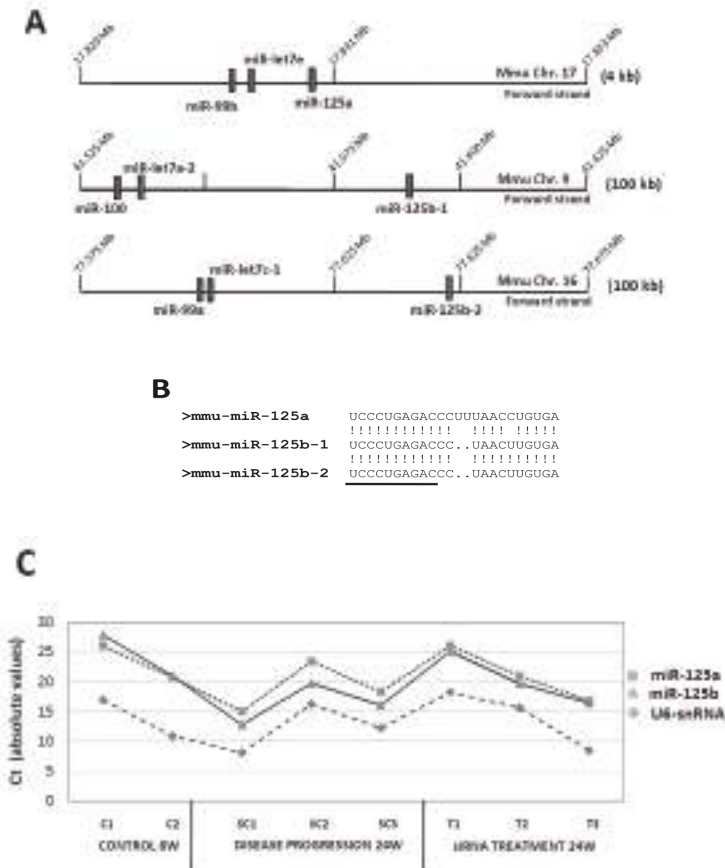 A
miR-let7e
Mmu Chr. 17
(4 kb)
miR-99b
miR-125a
Forward strand
miR-let7a-2
Mmu Chr. 9
(100 kb)
miR-100
miR-125b-1
Forward strand
miR-let7c-1
Mmu Chr. 16
(100 kb)
miR-99a
miR-125b-2
Forward strand
B
>mmu-miR-125a UCCCUGAGACCCUUUAACCUGUGA
!!!!!!!!!!!! !!!! !!!!!
>mmu-miR-125b-1 UCCCUGAGACCC..UAACUUGUGA
!!!!!!!!!!!! !!!!!!!!!!
>mmu-miR-125b-2 UCCCUGAGACCC..UAACUUGUGA
C
Ct (absolute values)
30
25
20
15
10
5
0
miR-125a
miR-125b
U6-snRNA
C1 C2 SC1 SC2 SC3 T1 T2 T3
CONTROL 8W DISEASE PROGRESSION 24W TREATMENT 24W